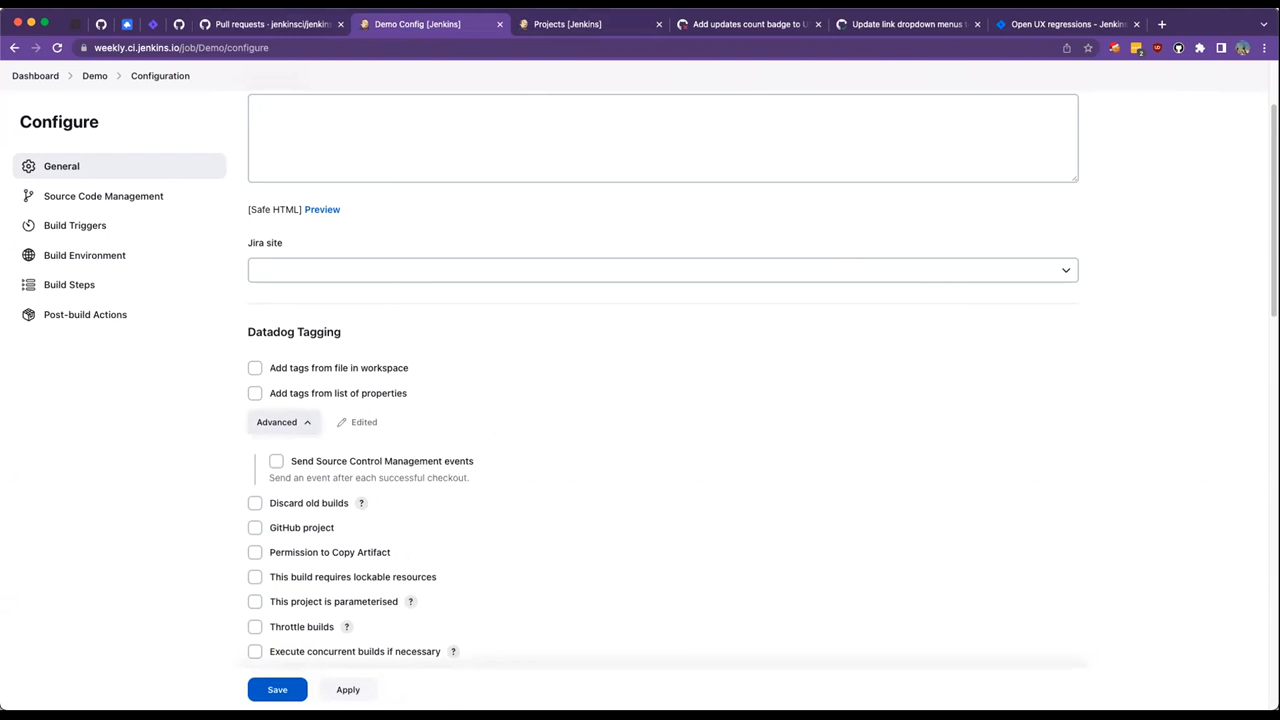 Pull requests · jenkinsci/jenkins
Demo Config [Jenkins]
Projects [Jenkins]
Add updates count badge to U
Update link dropdown menus t
Open UX regressions - Jenkins
weekly.ci.jenkins.io/job/Demo/configure
Dashboard
Demo
Configuration
Configure
General
Source Code Management
Build Triggers
Build Environment
Build Steps
Post-build Actions
[Safe HTML] Preview
Jira site
Datadog Tagging
Add tags from file in workspace
Add tags from list of properties
Advanced
Edited
Send Source Control Management events
Send an event after each successful checkout.
Discard old builds ?
GitHub project
Permission to Copy Artifact
This build requires lockable resources
This project is parameterised ?
Throttle builds ?
Execute concurrent builds if necessary ?
Save
Apply